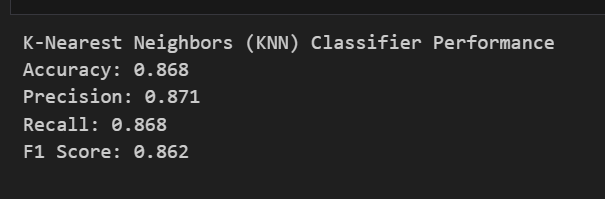 K-Nearest Neighbors (KNN) Classifier Performance
Accuracy: 0.868
Precision: 0.871
Recall: 0.868
F1 Score: 0.862